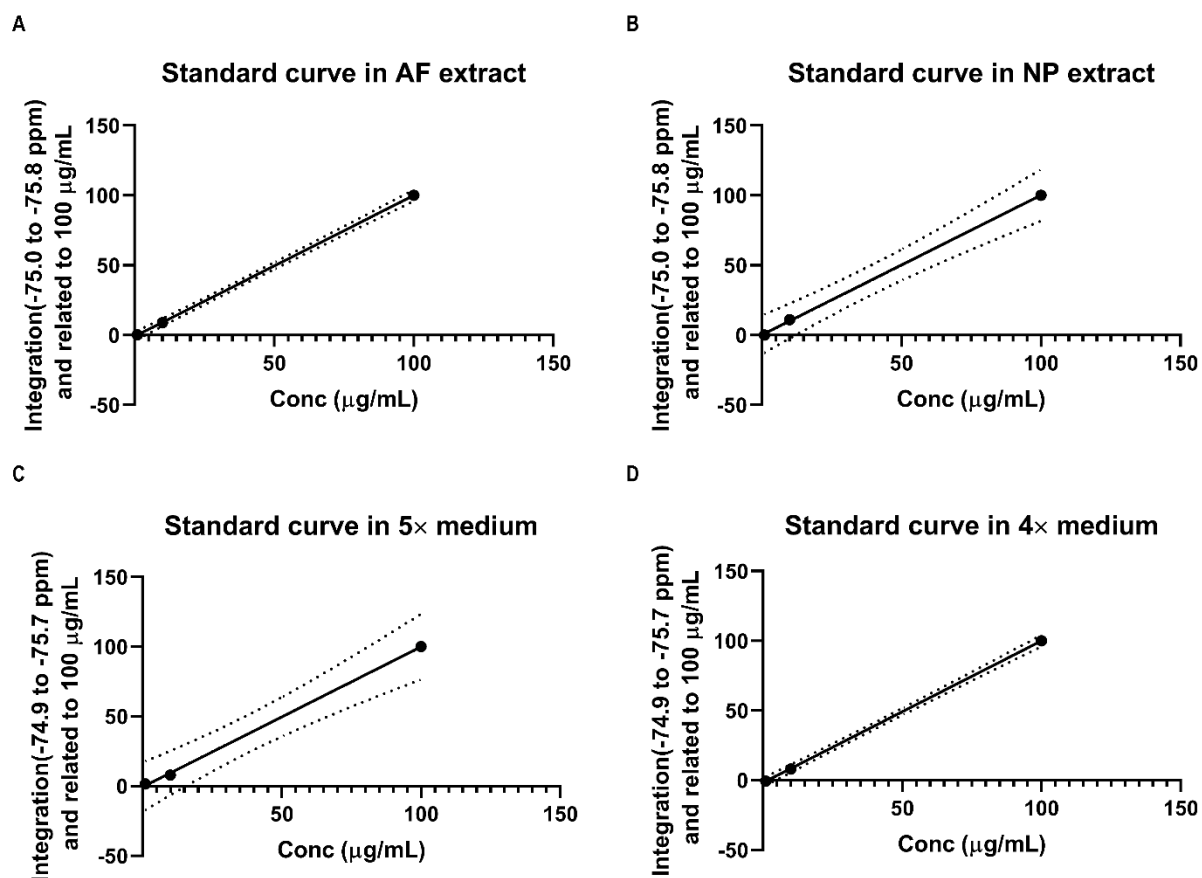 A
Standard curve in AF extract
Integration(-75.0 to -75.8 ppm)
and related to 100 μg/mL
150
100
50
0
-50
50
100
150
Conc (μg/mL)
B
Standard curve in NP extract
Integration(-75.0 to -75.8 ppm)
and related to 100 μg/mL
150
100
50
0
-50
50
100
150
Conc (μg/mL)
C
Standard curve in 5× medium
Integration(-74.9 to -75.7 ppm)
and related to 100 μg/mL
150
100
50
0
-50
50
100
150
Conc (μg/mL)
D
Standard curve in 4× medium
Integration(-74.9 to -75.7 ppm)
and related to 100 μg/mL
150
100
50
0
-50
50
100
150
Conc (μg/mL)